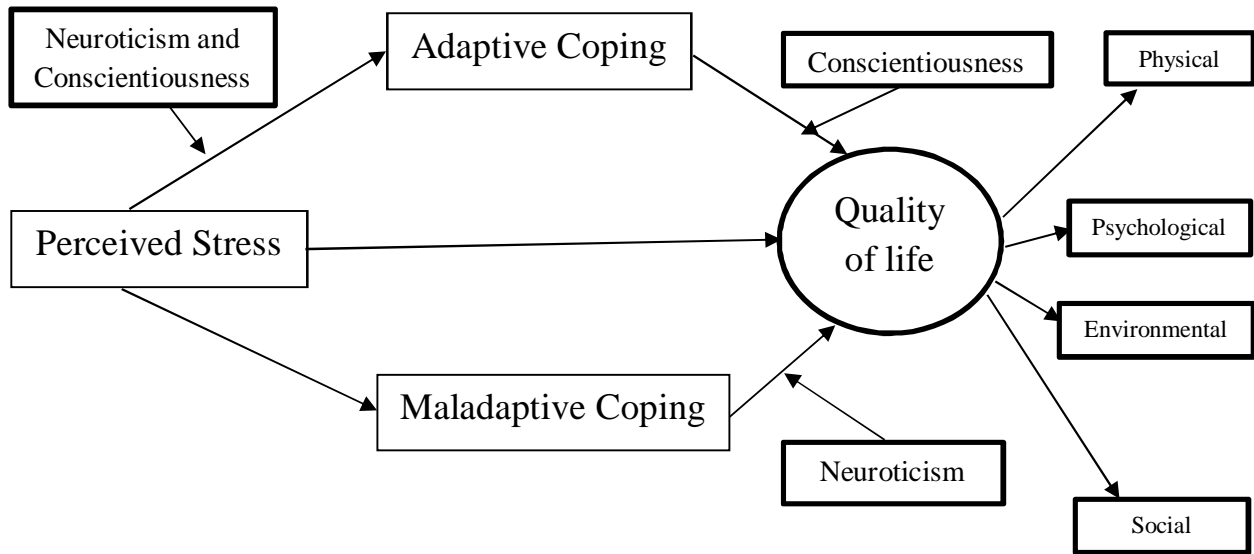 Neuroticism and
Conscientiousness
Adaptive Coping
Conscientiousness
Physical
Perceived Stress
Quality
of life
Psychological
Environmental
Maladaptive Coping
Neuroticism
Social